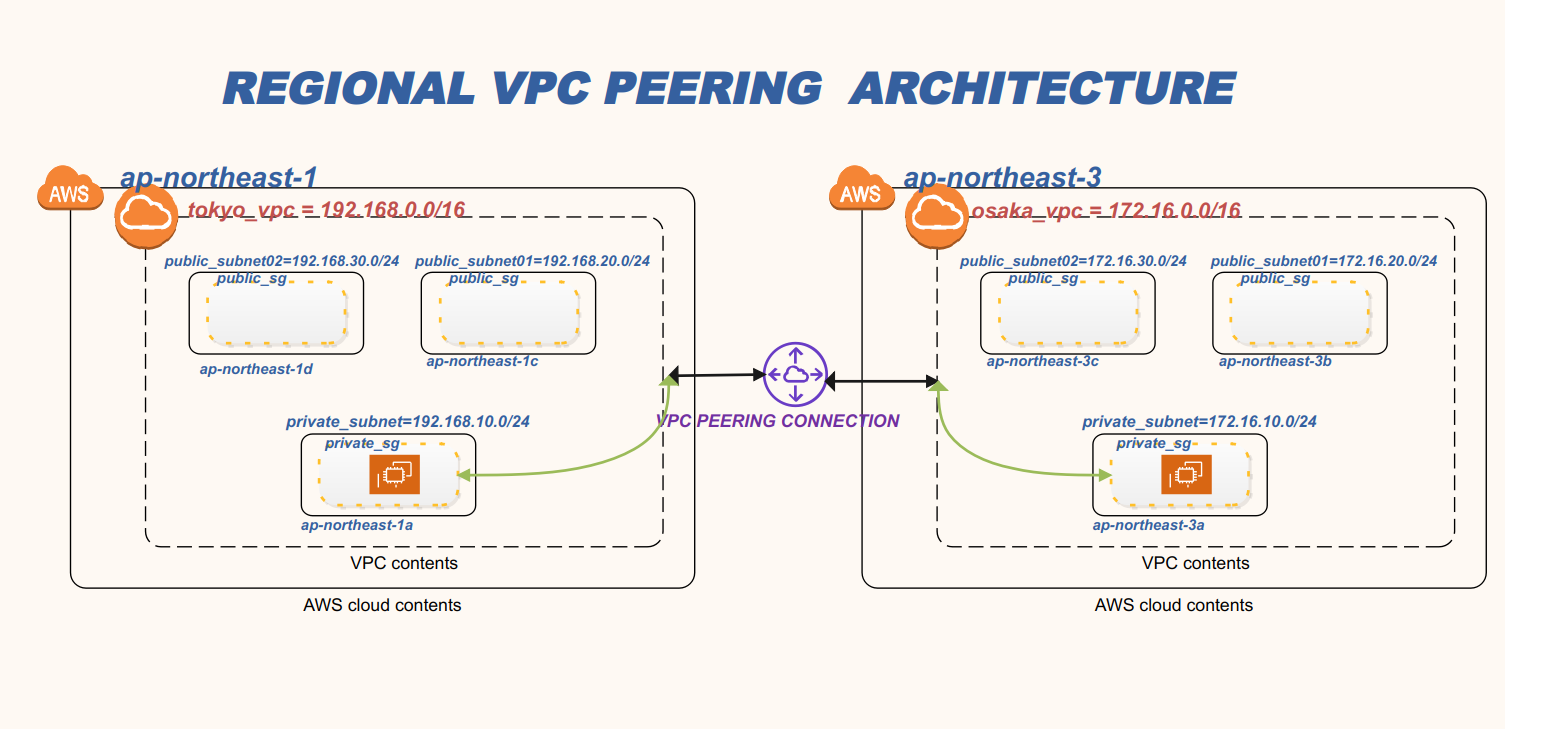 REGIONAL VPC PEERING ARCHITECTURE
AWS
ap-northeast-1
tokyo_vpc = 192.168.0.0/16
public_subnet02=192.168.30.0/24
public_sg
ap-northeast-1d
public_subnet01=192.168.20.0/24
public_sg
ap-northeast-1c
private_subnet=192.168.10.0/24
private_sg
ap-northeast-1a
VPC contents
AWS cloud contents
VPC PEERING CONNECTION
AWS
ap-northeast-3
osaka_vpc = 172.16.0.0/16
public_subnet02=172.16.30.0/24
public_sg
ap-northeast-3c
public_subnet01=172.16.20.0/24
public_sg
ap-northeast-3b
private_subnet=172.16.10.0/24
private_sg
ap-northeast-3a
VPC contents
AWS cloud contents